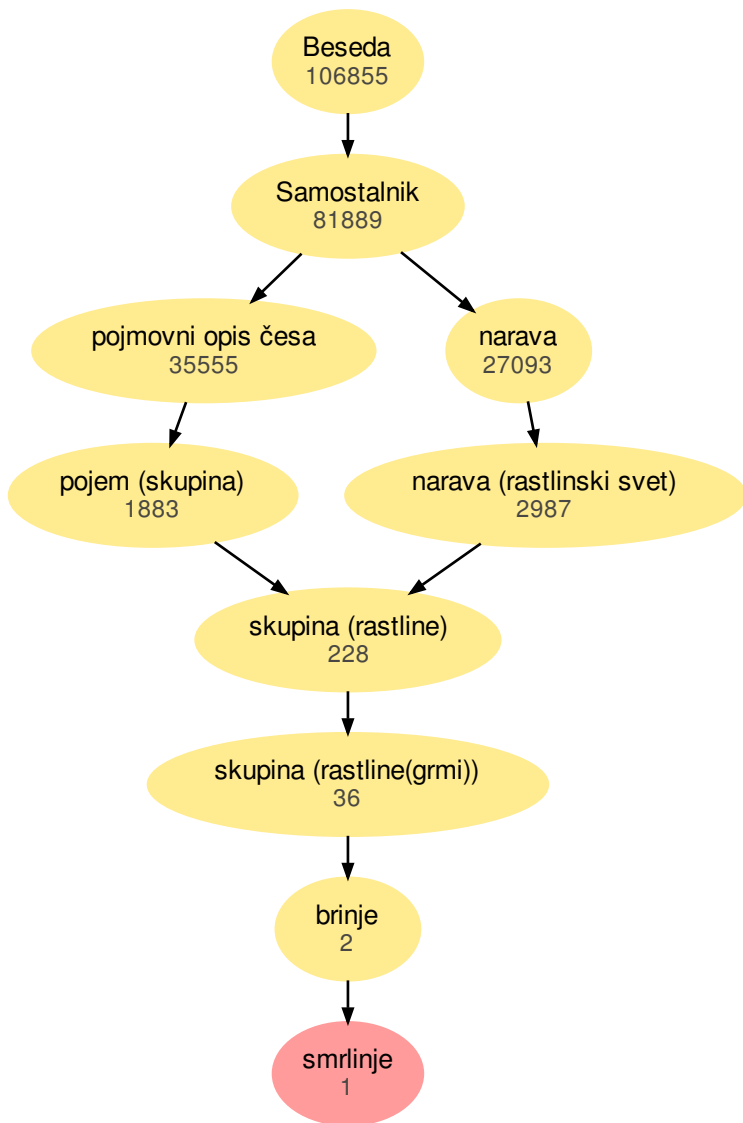 Beseda
106855
Samostalnik
81889
pojmovni opis česa
35555
narava
27093
pojem (skupina)
1883
narava (rastlinski svet)
2987
skupina (rastline)
228
skupina (rastline(grmi))
36
brinje
2
smrlinje
1